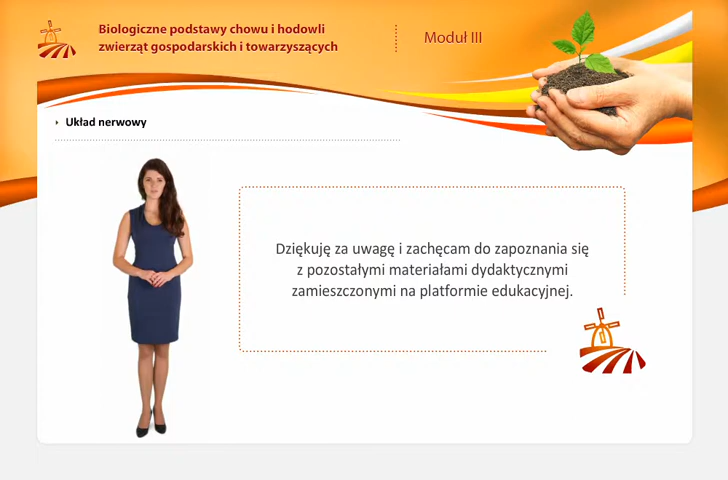 Biologiczne podstawy chowu i hodowli
zwierząt gospodarskich i towarzyszących
Moduł III
Układ nerwowy
Dziękuję za uwagę i zachęcam do zapoznania się
z pozostałymi materiałami dydaktycznymi
zamieszczonymi na platformie edukacyjnej.